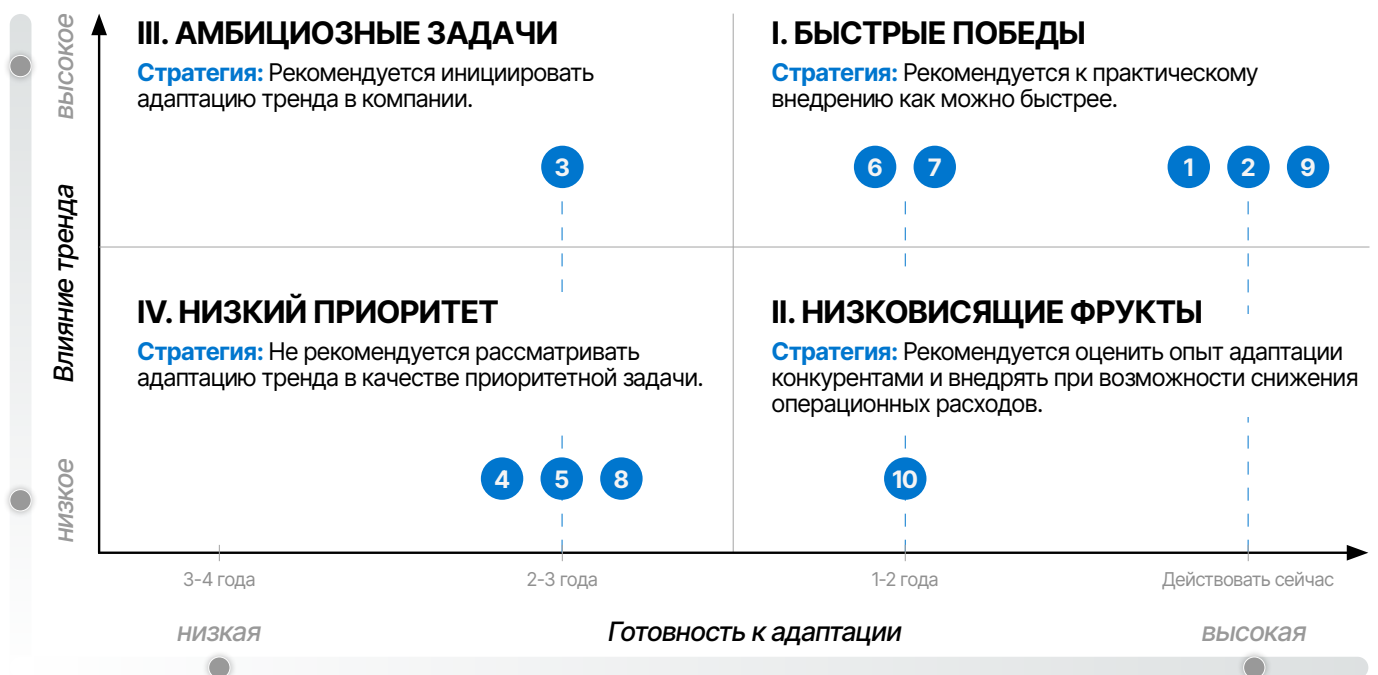 высокое
Влияние тренда
низкое
III. АМБИЦИОЗНЫЕ ЗАДАЧИ
Стратегия: Рекомендуется инициировать
адаптацию тренда в компании.
3
I. БЫСТРЫЕ ПОБЕДЫ
Стратегия: Рекомендуется к практическому
внедрению как можно быстрее.
6 7 1 2 9
IV. НИЗКИЙ ПРИОРИТЕТ
Стратегия: Не рекомендуется рассматривать
адаптацию тренда в качестве приоритетной задачи.
4 5 8
II. НИЗКОВИСЯЩИЕ ФРУКТЫ
Стратегия: Рекомендуется оценить опыт адаптации
конкурентами и внедрять при возможности снижения
операционных расходов.
10
3-4 года 2-3 года 1-2 года Действовать сейчас
низкая Готовность к адаптации высокая